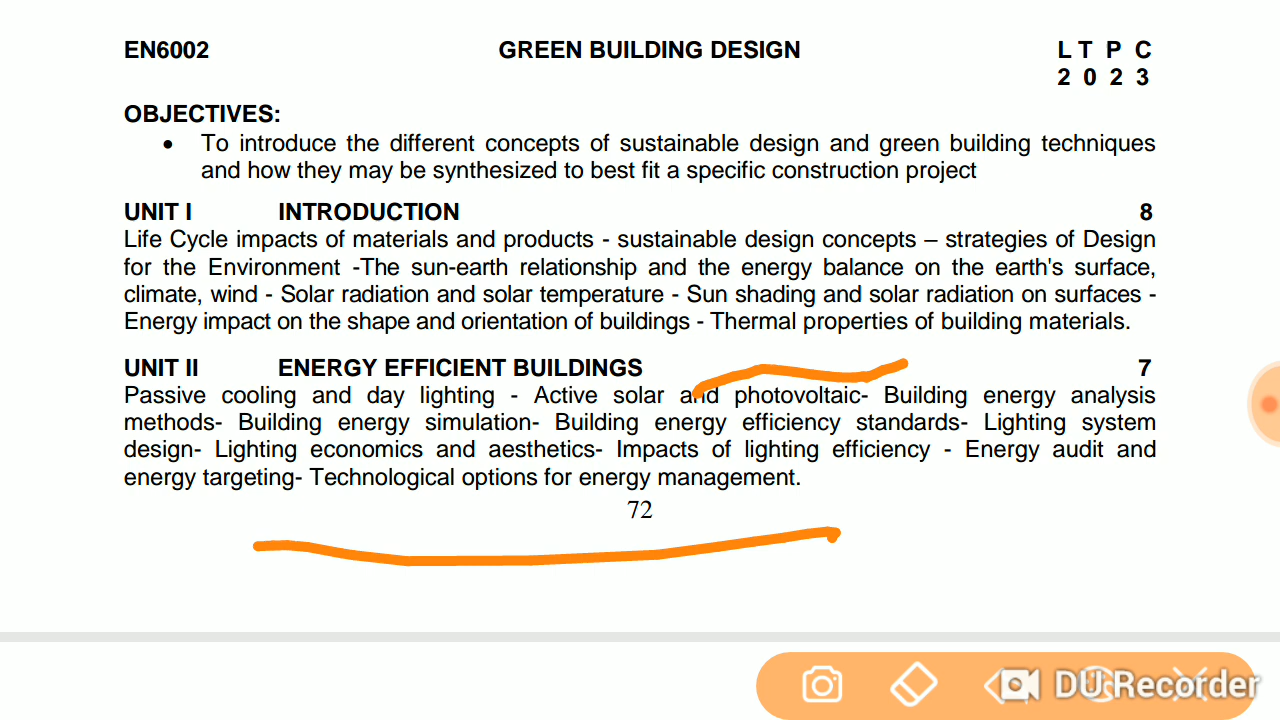 EN6002 GREEN BUILDING DESIGN L T P C
2 0 2 3
OBJECTIVES:
• To introduce the different concepts of sustainable design and green building techniques
and how they may be synthesized to best fit a specific construction project
UNIT I INTRODUCTION 8
Life Cycle impacts of materials and products - sustainable design concepts – strategies of Design
for the Environment -The sun-earth relationship and the energy balance on the earth's surface,
climate, wind - Solar radiation and solar temperature - Sun shading and solar radiation on surfaces -
Energy impact on the shape and orientation of buildings - Thermal properties of building materials.
UNIT II ENERGY EFFICIENT BUILDINGS 7
Passive cooling and day lighting - Active solar and photovoltaic- Building energy analysis
methods- Building energy simulation- Building energy efficiency standards- Lighting system
design- Lighting economics and aesthetics- Impacts of lighting efficiency - Energy audit and
energy targeting- Technological options for energy management.
72
DU Recorder